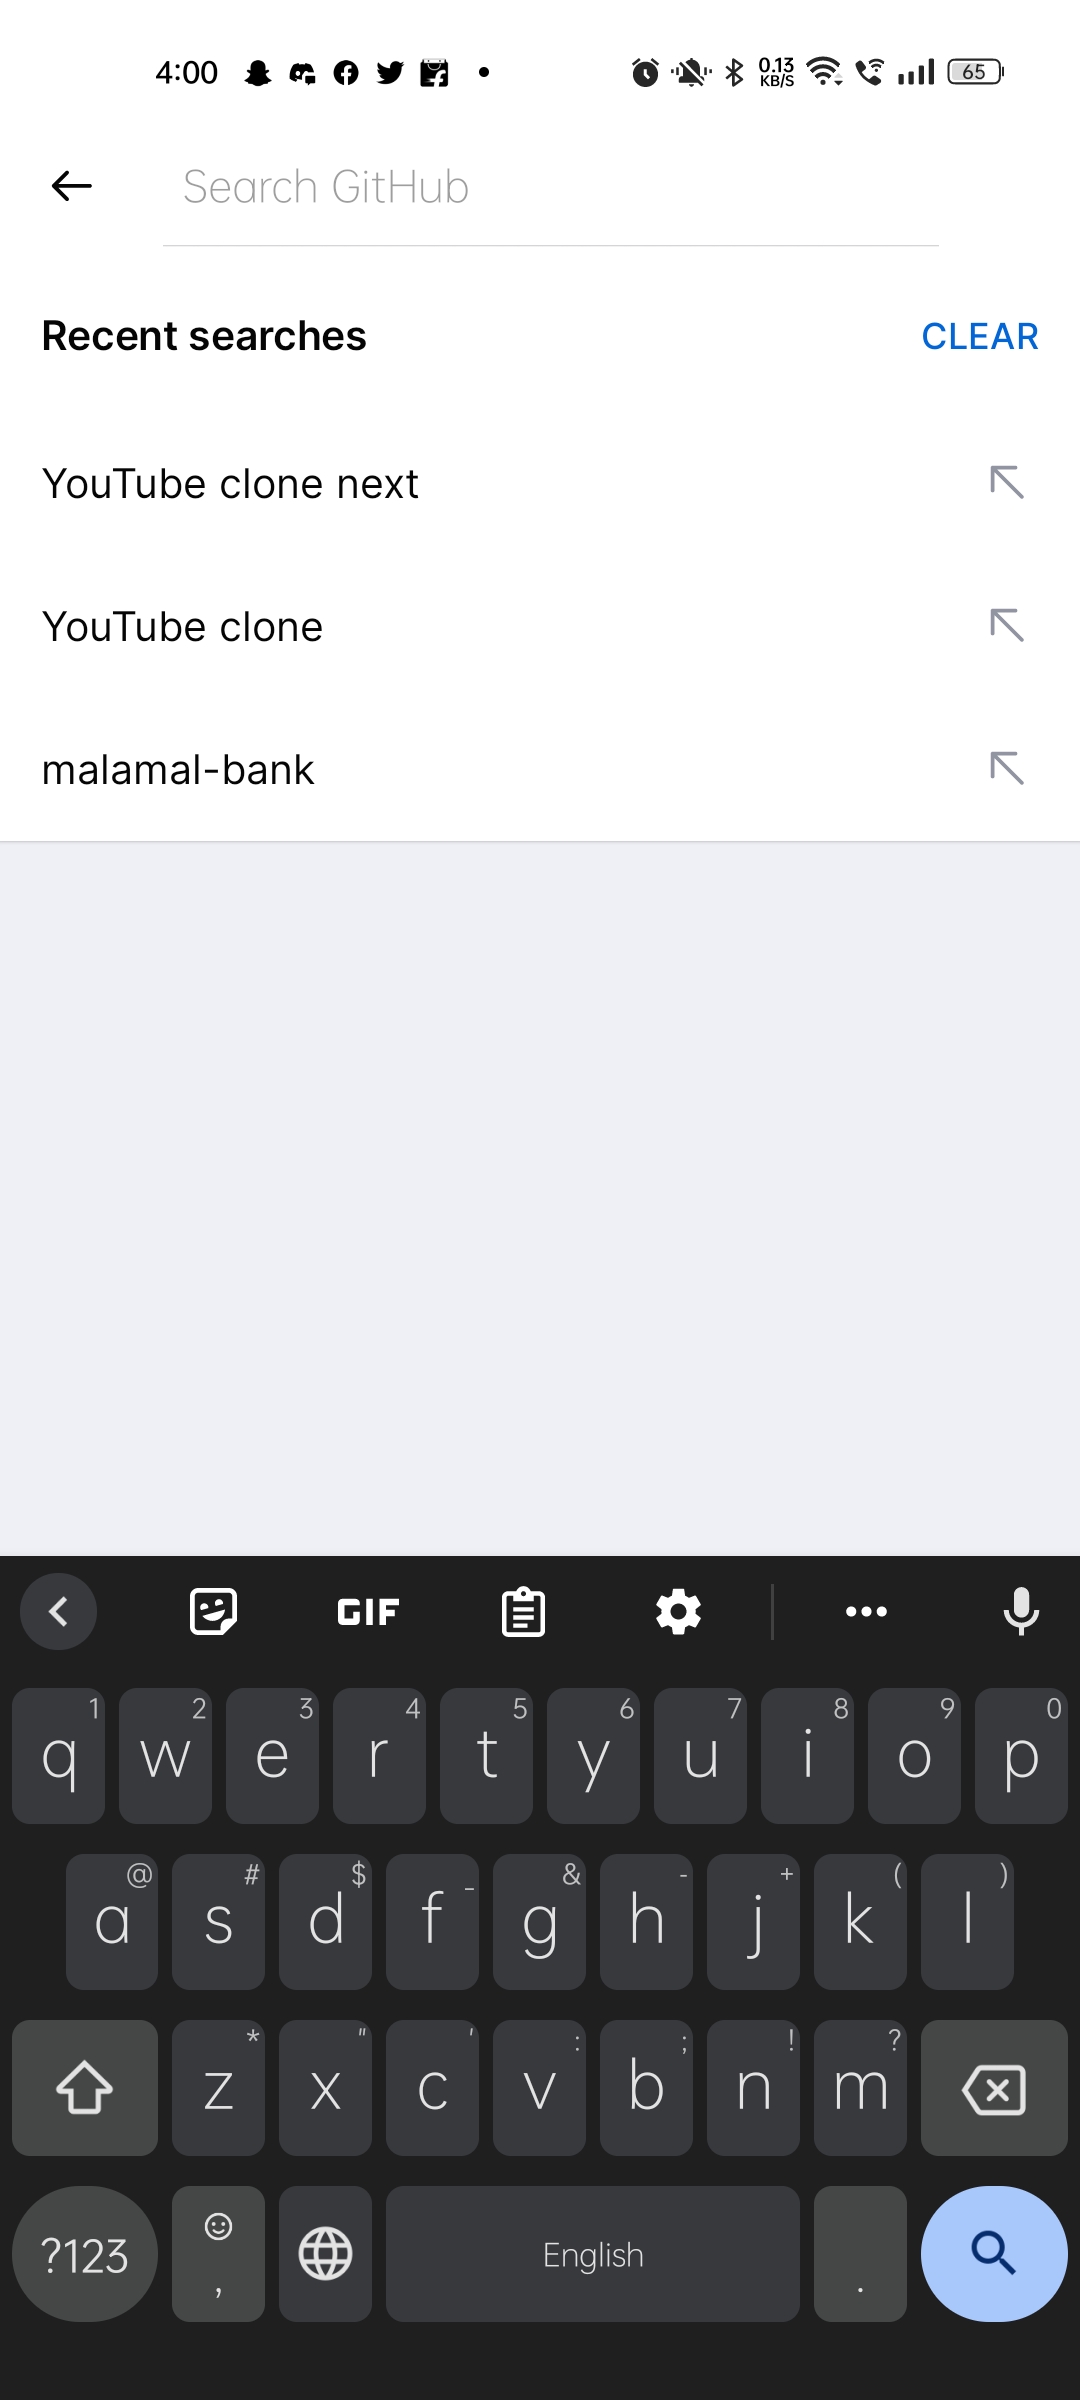 4:00 0.13 KB/S 65
Search GitHub
Recent searches CLEAR
YouTube clone next
YouTube clone
malamal-bank
GIF
1 2 3 4 5 6 7 8 9 0
q w e r t y u i o p
@ # $ _ & - + ( )
a s d f g h j k l
* " ' : ; ! ?
z x c v b n m
?123 , English .